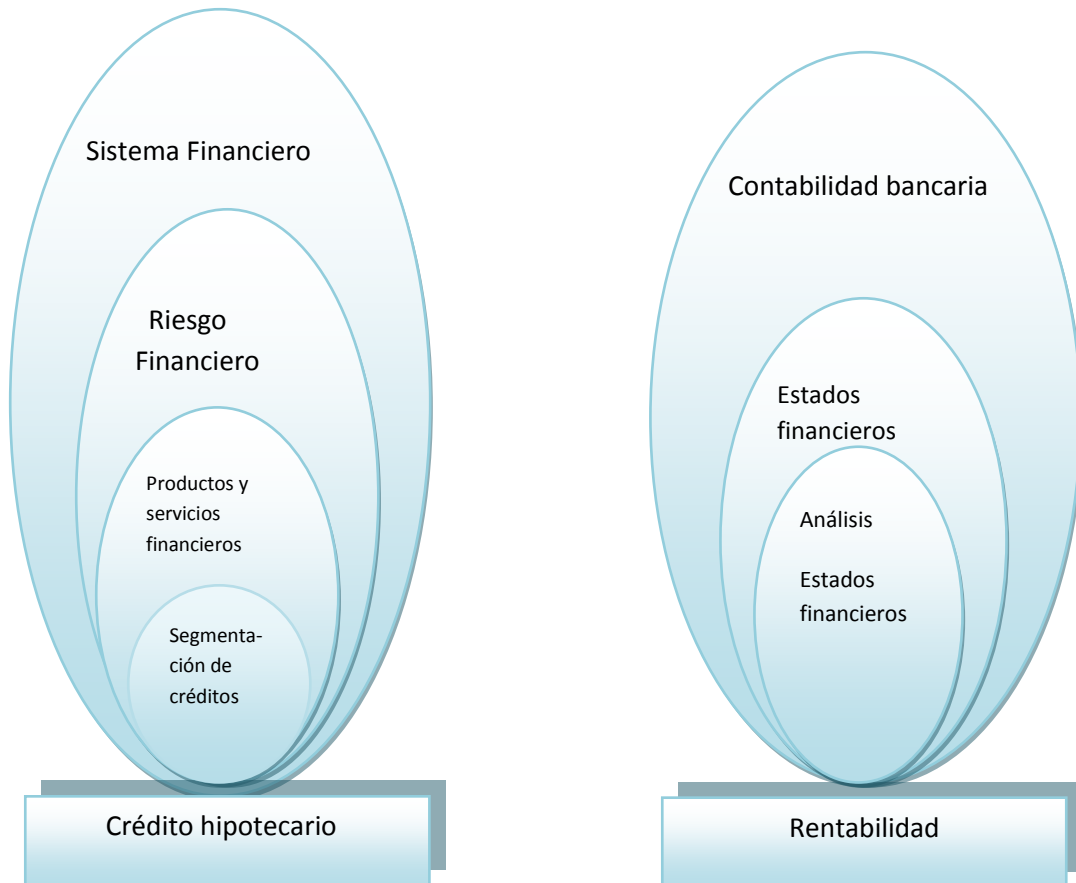 Sistema Financiero
Riesgo
Financiero
Productos y
servicios
financieros
Segmenta-
ción de
créditos
Crédito hipotecario
Contabilidad bancaria
Estados
financieros
Análisis
Estados
financieros
Rentabilidad